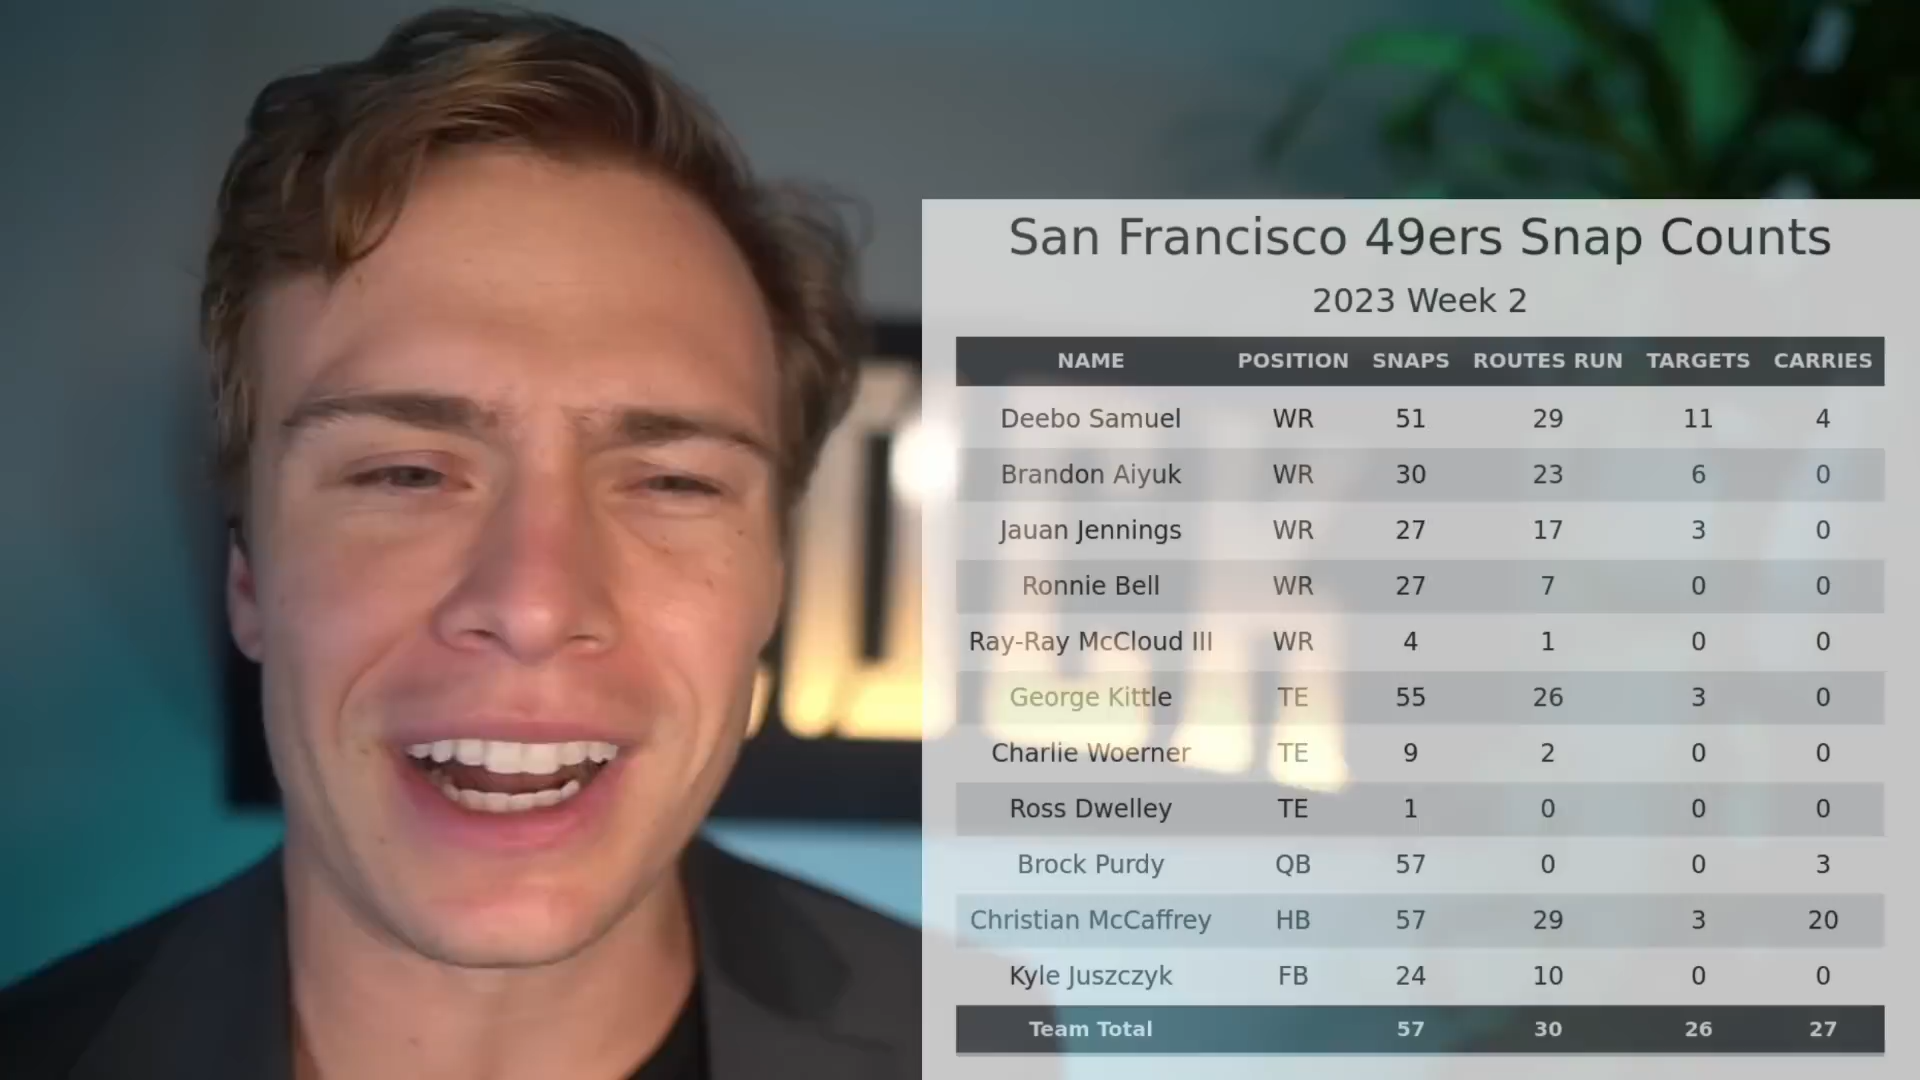 San Francisco 49ers Snap Counts
2023 Week 2
NAME POSITION SNAPS ROUTES RUN TARGETS CARRIES
Deebo Samuel WR 51 29 11 4
Brandon Aiyuk WR 30 23 6 0
Jauan Jennings WR 27 17 3 0
Ronnie Bell WR 27 7 0 0
Ray-Ray McCloud III WR 4 1 0 0
George Kittle TE 55 26 3 0
Charlie Woerner TE 9 2 0 0
Ross Dwelley TE 1 0 0 0
Brock Purdy QB 57 0 0 3
Christian McCaffrey HB 57 29 3 20
Kyle Juszczyk FB 24 10 0 0
Team Total 57 30 26 27